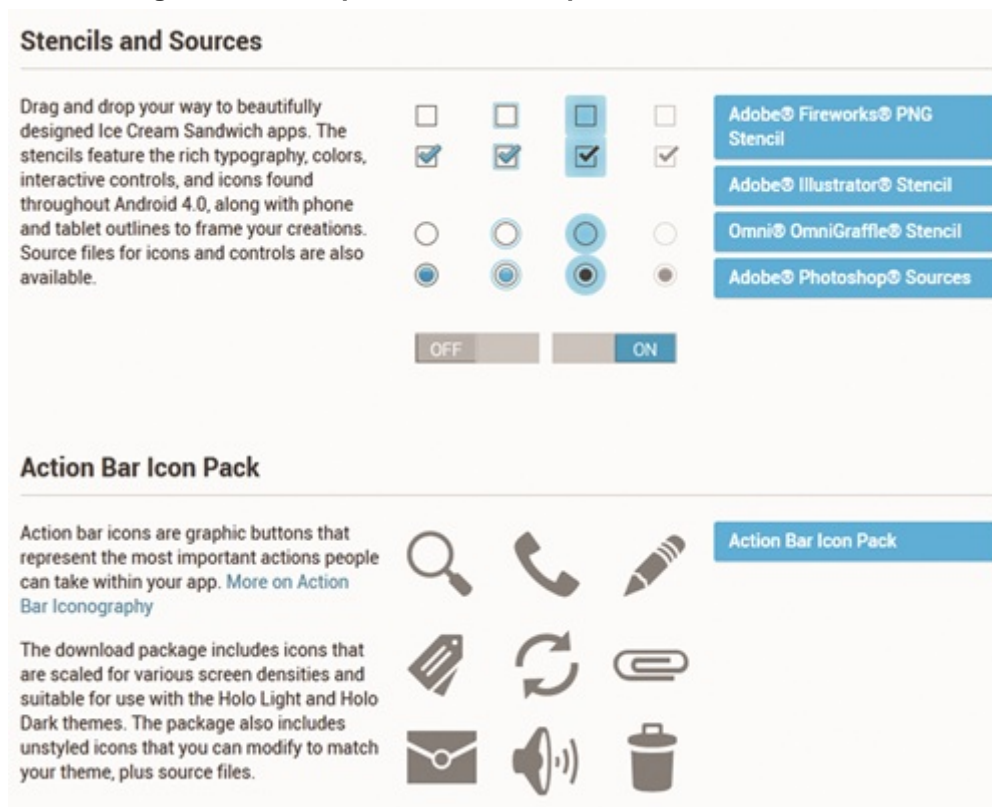 Stencils and Sources
Drag and drop your way to beautifully
designed Ice Cream Sandwich apps. The
stencils feature the rich typography, colors,
interactive controls, and icons found
throughout Android 4.0, along with phone
and tablet outlines to frame your creations.
Source files for icons and controls are also
available.
OFF
ON
Adobe® Fireworks® PNG
Stencil
Adobe® Illustrator® Stencil
Omni® OmniGraffle® Stencil
Adobe® Photoshop® Sources
Action Bar Icon Pack
Action bar icons are graphic buttons that
represent the most important actions people
can take within your app. More on Action
Bar Iconography
The download package includes icons that
are scaled for various screen densities and
suitable for use with the Holo Light and Holo
Dark themes. The package also includes
unstyled icons that you can modify to match
your theme, plus source files.
Action Bar Icon Pack